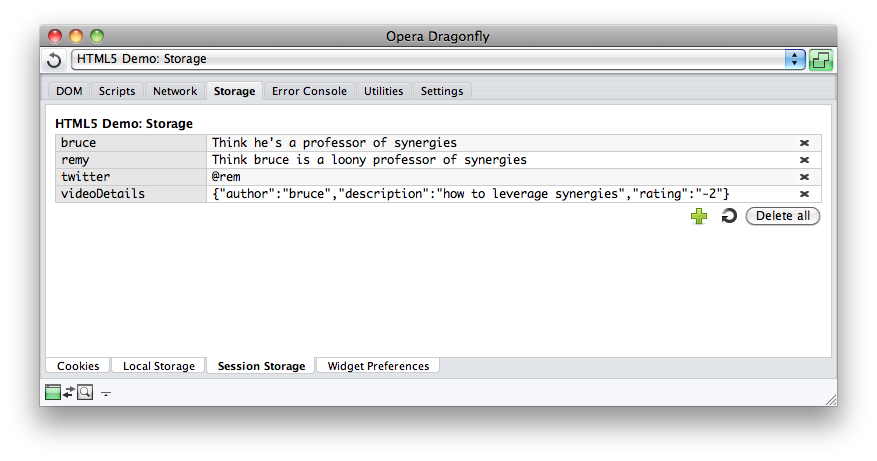 Opera Dragonfly
HTML5 Demo: Storage
DOM Scripts Network Storage Error Console Utilities Settings
HTML5 Demo: Storage
bruce Think he's a professor of synergies
remy Think bruce is a loony professor of synergies
twitter @rem
videoDetails {"author":"bruce","description":"how to leverage synergies","rating":"-2"}
Delete all
Cookies Local Storage Session Storage Widget Preferences